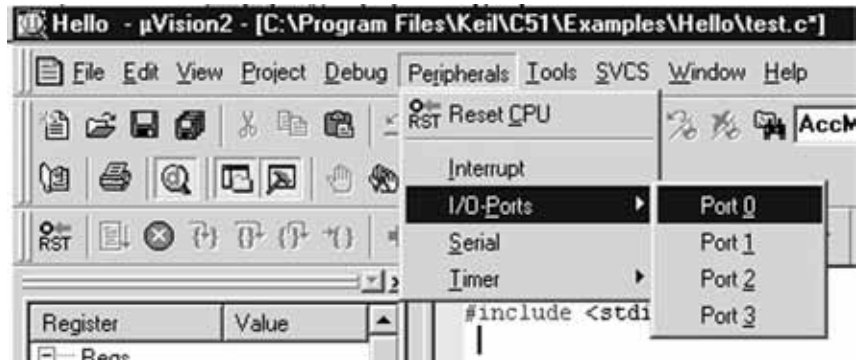 Hello - µVision2 - [C:\Program Files\Keil\C51\Examples\Hello\test.c*]
File Edit View Project Debug Peripherals Tools SVCS Window Help
RST Reset CPU
AccM
Interrupt
I/O-Ports
Port 0
RST
Serial
Port 1
Timer
Port 2
Register Value
#include <stdi
Port 3
Regs